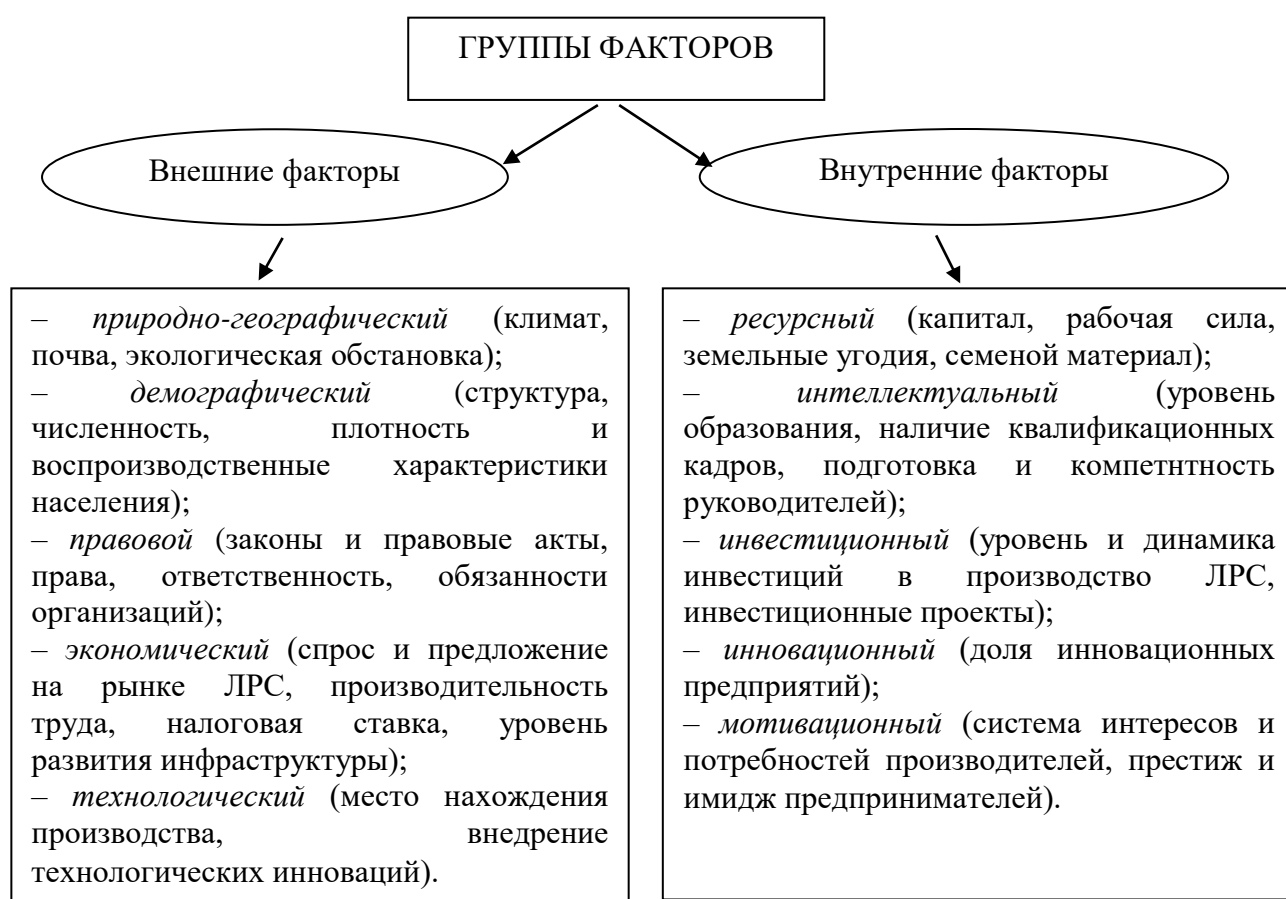 ГРУППЫ ФАКТОРОВ
Внешние факторы
Внутренние факторы
– природно-географический (климат,
почва, экологическая обстановка);
– демографический (структура,
численность, плотность и
воспроизводственные характеристики
населения);
– правовой (законы и правовые акты,
права, ответственность, обязанности
организаций);
– экономический (спрос и предложение
на рынке ЛРС, производительность
труда, налоговая ставка, уровень
развития инфраструктуры);
– технологический (место нахождения
производства, внедрение
технологических инноваций).
– ресурсный (капитал, рабочая сила,
земельные угодия, семеной материал);
– интеллектуальный (уровень
образования, наличие квалификационных
кадров, подготовка и компетнтность
руководителей);
– инвестиционный (уровень и динамика
инвестиций в производство ЛРС,
инвестиционные проекты);
– инновационный (доля инновационных
предприятий);
– мотивационный (система интересов и
потребностей производителей, престиж и
имидж предпринимателей).